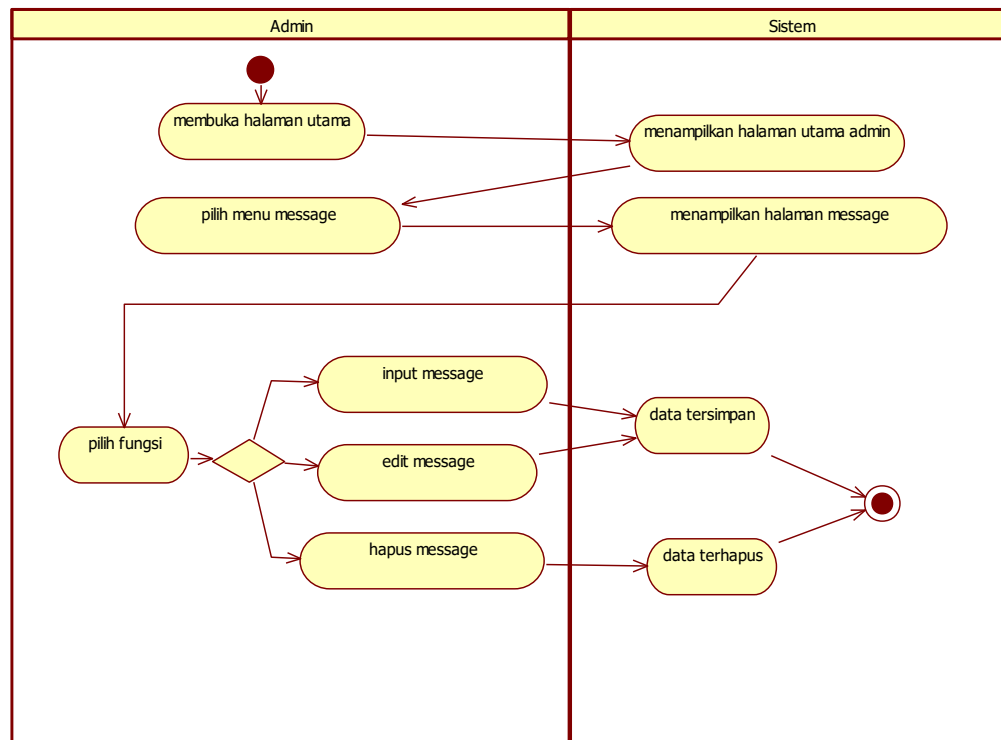 Admin
Sistem
membuka halaman utama
menampilkan halaman utama admin
pilih menu message
menampilkan halaman message
input message
data tersimpan
pilih fungsi
edit message
hapus message
data terhapus